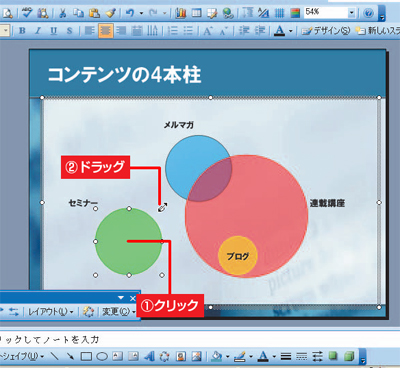 54%
B I U S
デザイン(S) 新しいスラ
コンテンツの4本柱
メルマガ
②ドラッグ
セミナー
連載講座
ブログ
①クリック
レイアウト(L) 変更(C)
リックしてノートを入力
トシェイプ(U)